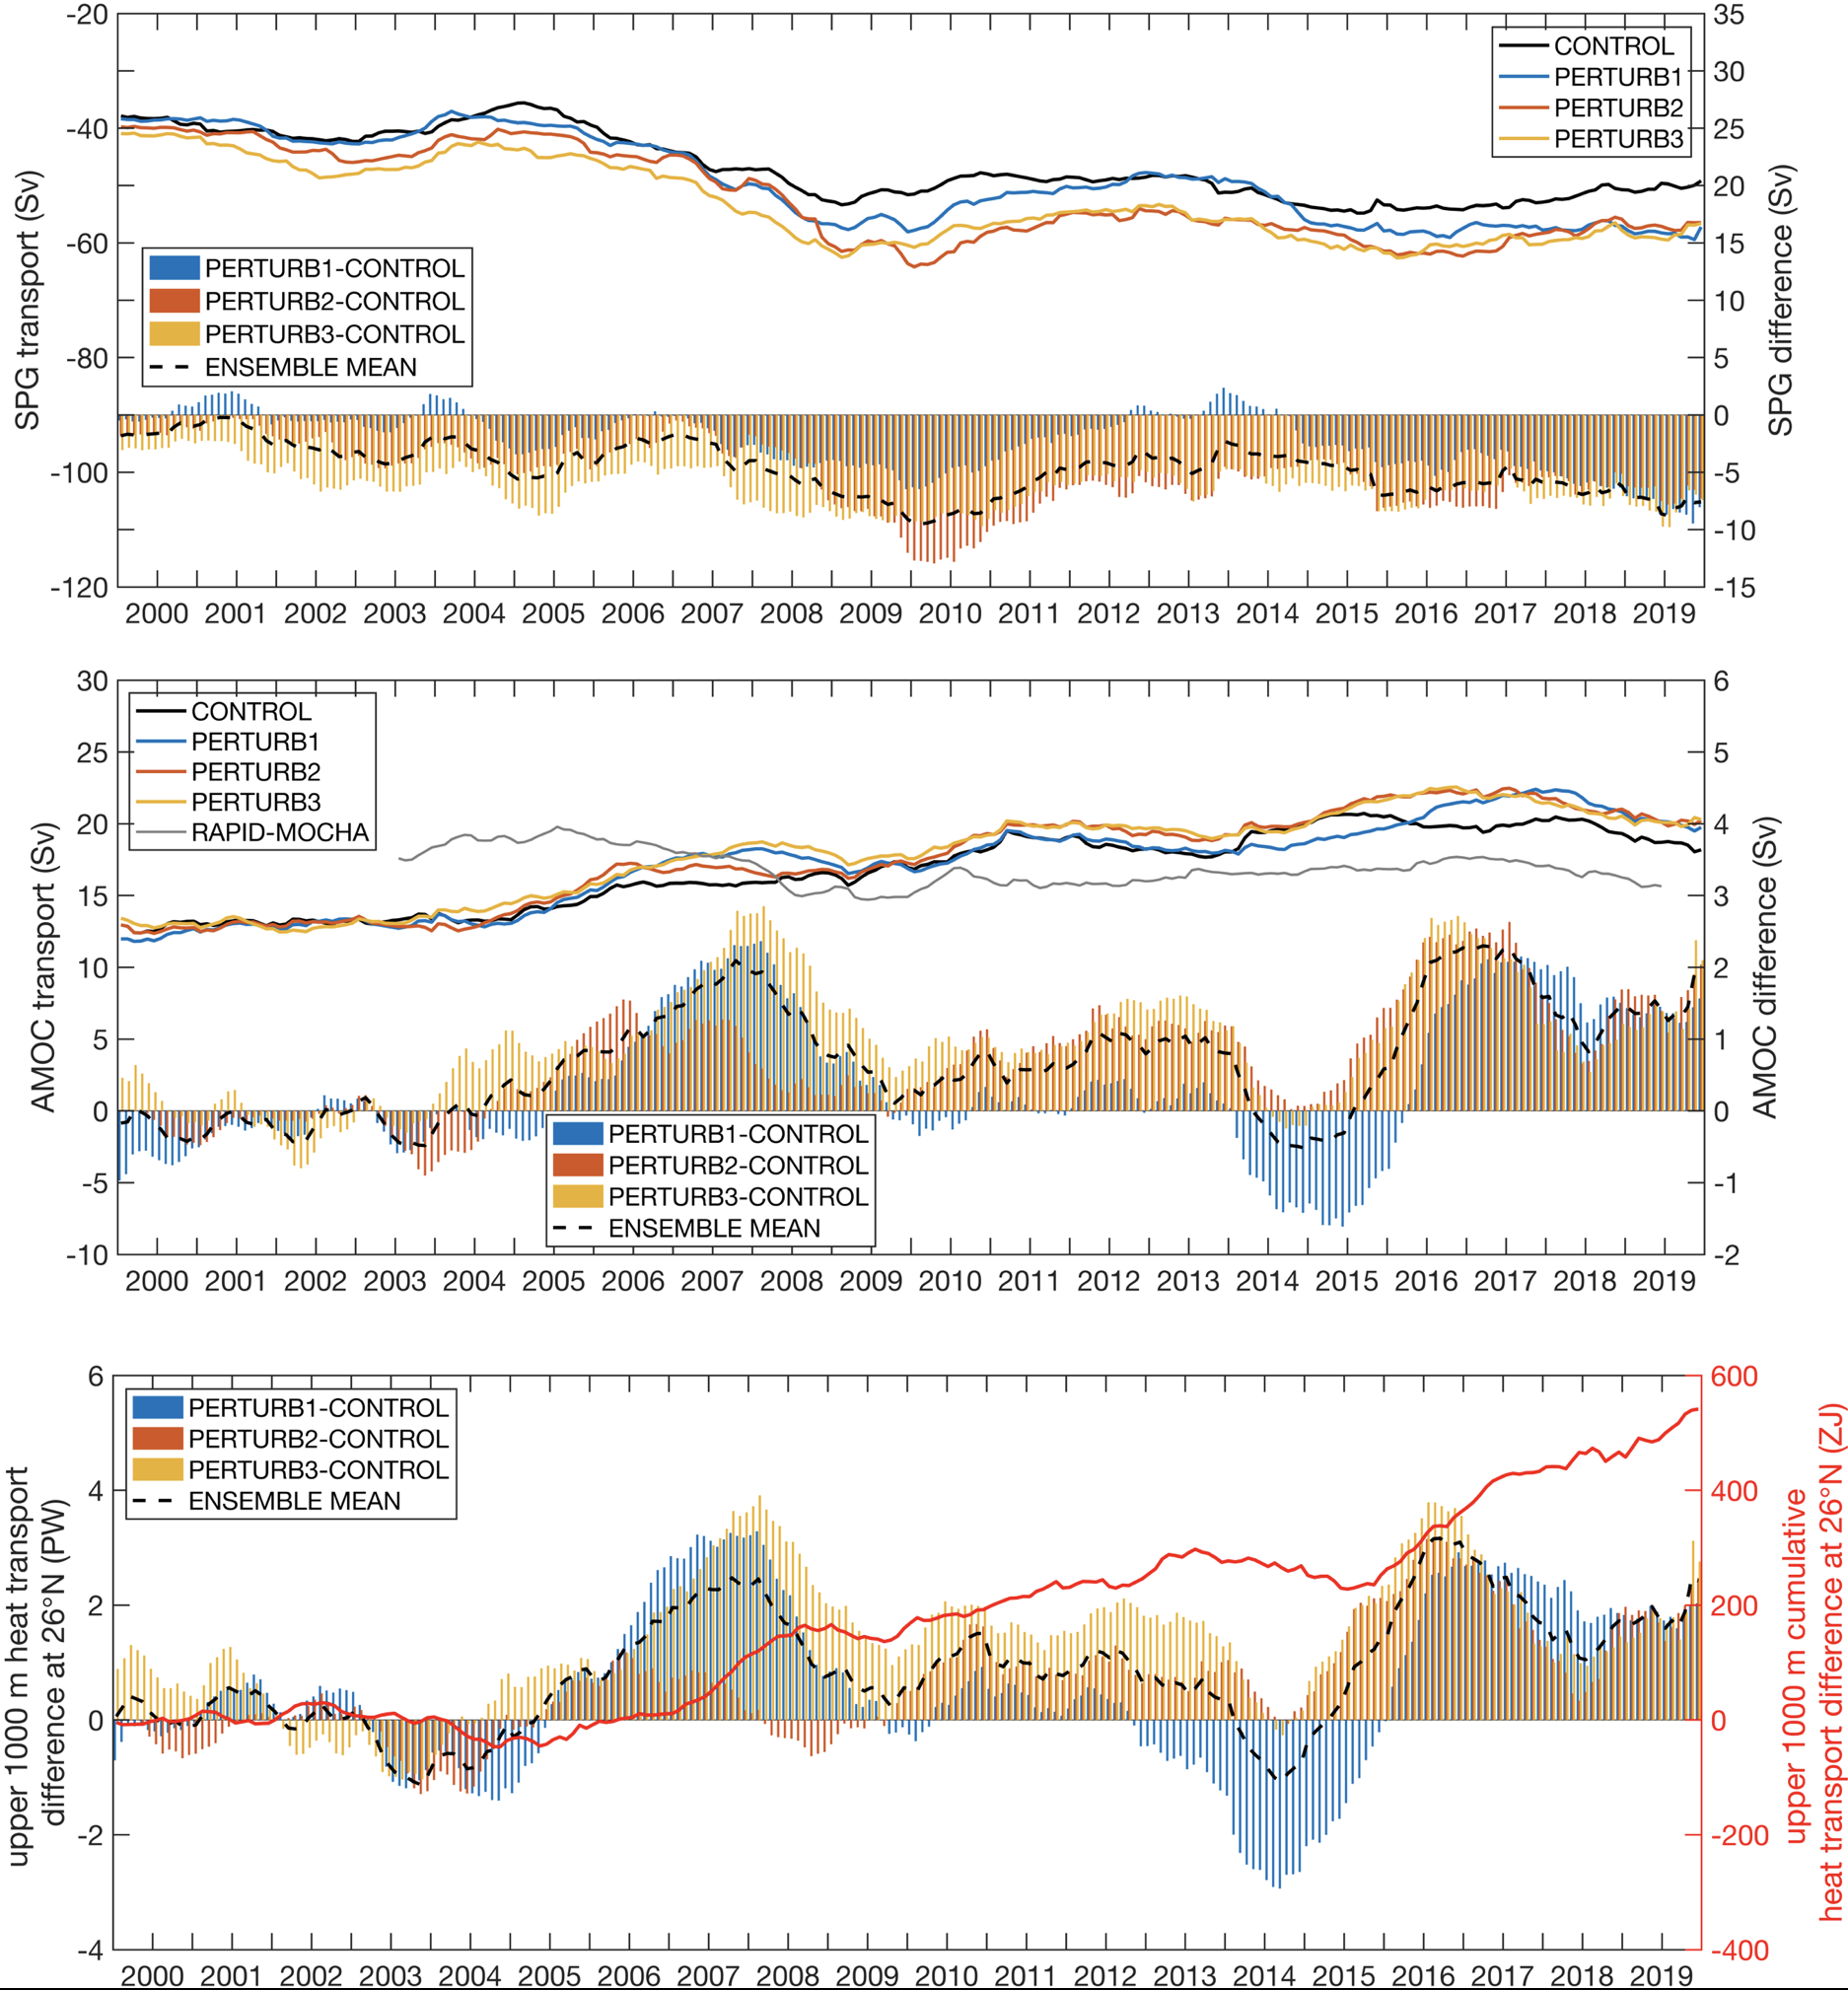 -20
-40
-60
-80
-100
-120
SPG transport (Sv)
35
30
25
20
15
10
5
0
-5
-10
-15
SPG difference (Sv)
CONTROL
PERTURB1
PERTURB2
PERTURB3
PERTURB1-CONTROL
PERTURB2-CONTROL
PERTURB3-CONTROL
ENSEMBLE MEAN
2000 2001 2002 2003 2004 2005 2006 2007 2008 2009 2010 2011 2012 2013 2014 2015 2016 2017 2018 2019
30
25
20
15
10
5
0
-5
-10
AMOC transport (Sv)
6
5
4
3
2
1
0
-1
-2
AMOC difference (Sv)
CONTROL
PERTURB1
PERTURB2
PERTURB3
RAPID-MOCHA
PERTURB1-CONTROL
PERTURB2-CONTROL
PERTURB3-CONTROL
ENSEMBLE MEAN
2000 2001 2002 2003 2004 2005 2006 2007 2008 2009 2010 2011 2012 2013 2014 2015 2016 2017 2018 2019
6
4
2
0
-2
-4
upper 1000 m heat transport
difference at 26°N (PW)
600
400
200
0
-200
-400
upper 1000 m cumulative
heat transport difference at 26°N (ZJ)
PERTURB1-CONTROL
PERTURB2-CONTROL
PERTURB3-CONTROL
ENSEMBLE MEAN
2000 2001 2002 2003 2004 2005 2006 2007 2008 2009 2010 2011 2012 2013 2014 2015 2016 2017 2018 2019